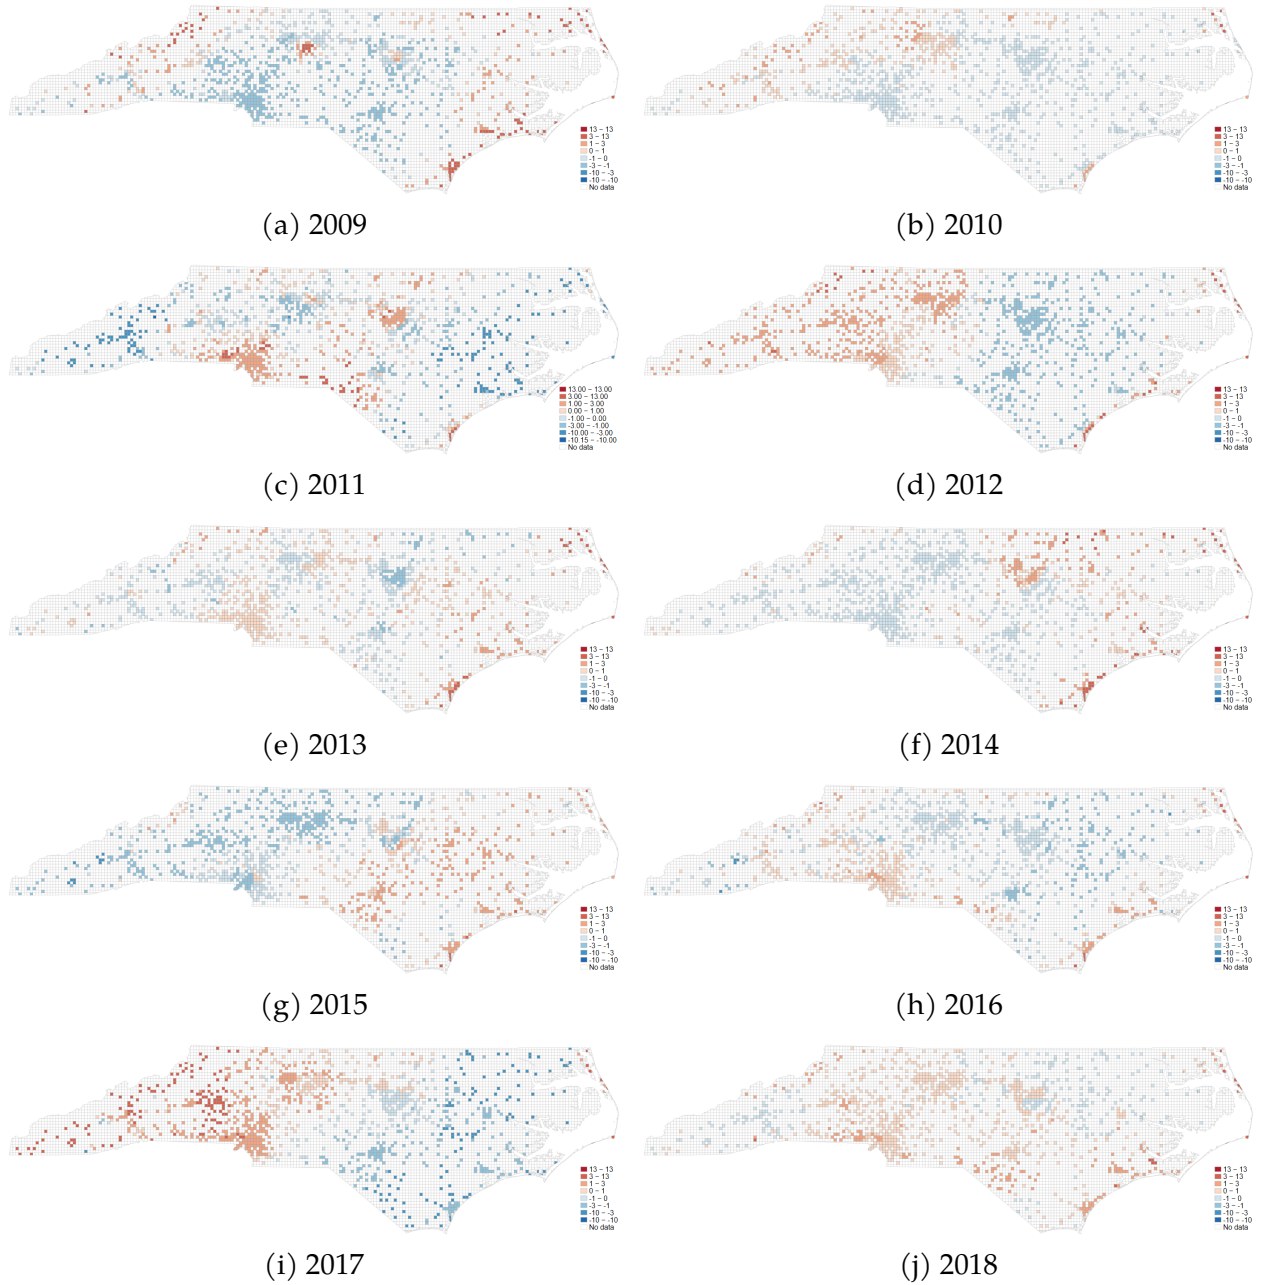 13 – 13
3 – 13
1 – 3
0 – 1
-1 – 0
-3 – -1
-10 – -3
-10 – -10
No data
13 – 13
3 – 13
1 – 3
0 – 1
-1 – 0
-3 – -1
-10 – -3
-10 – -10
No data
(a) 2009
(b) 2010
13.00 – 13.00
3.00 – 13.00
1.00 – 3.00
0.00 – 1.00
-1.00 – 0.00
-3.00 – -1.00
-10.00 – -3.00
-10.15 – -10.00
No data
13 – 13
3 – 13
1 – 3
0 – 1
-1 – 0
-3 – -1
-10 – -3
-10 – -10
No data
(c) 2011
(d) 2012
13 – 13
3 – 13
1 – 3
0 – 1
-1 – 0
-3 – -1
-10 – -3
-10 – -10
No data
13 – 13
3 – 13
1 – 3
0 – 1
-1 – 0
-3 – -1
-10 – -3
-10 – -10
No data
(e) 2013
(f) 2014
13 – 13
3 – 13
1 – 3
0 – 1
-1 – 0
-3 – -1
-10 – -3
-10 – -10
No data
13 – 13
3 – 13
1 – 3
0 – 1
-1 – 0
-3 – -1
-10 – -3
-10 – -10
No data
(g) 2015
(h) 2016
13 – 13
3 – 13
1 – 3
0 – 1
-1 – 0
-3 – -1
-10 – -3
-10 – -10
No data
13 – 13
3 – 13
1 – 3
0 – 1
-1 – 0
-3 – -1
-10 – -3
-10 – -10
No data
(i) 2017
(j) 2018